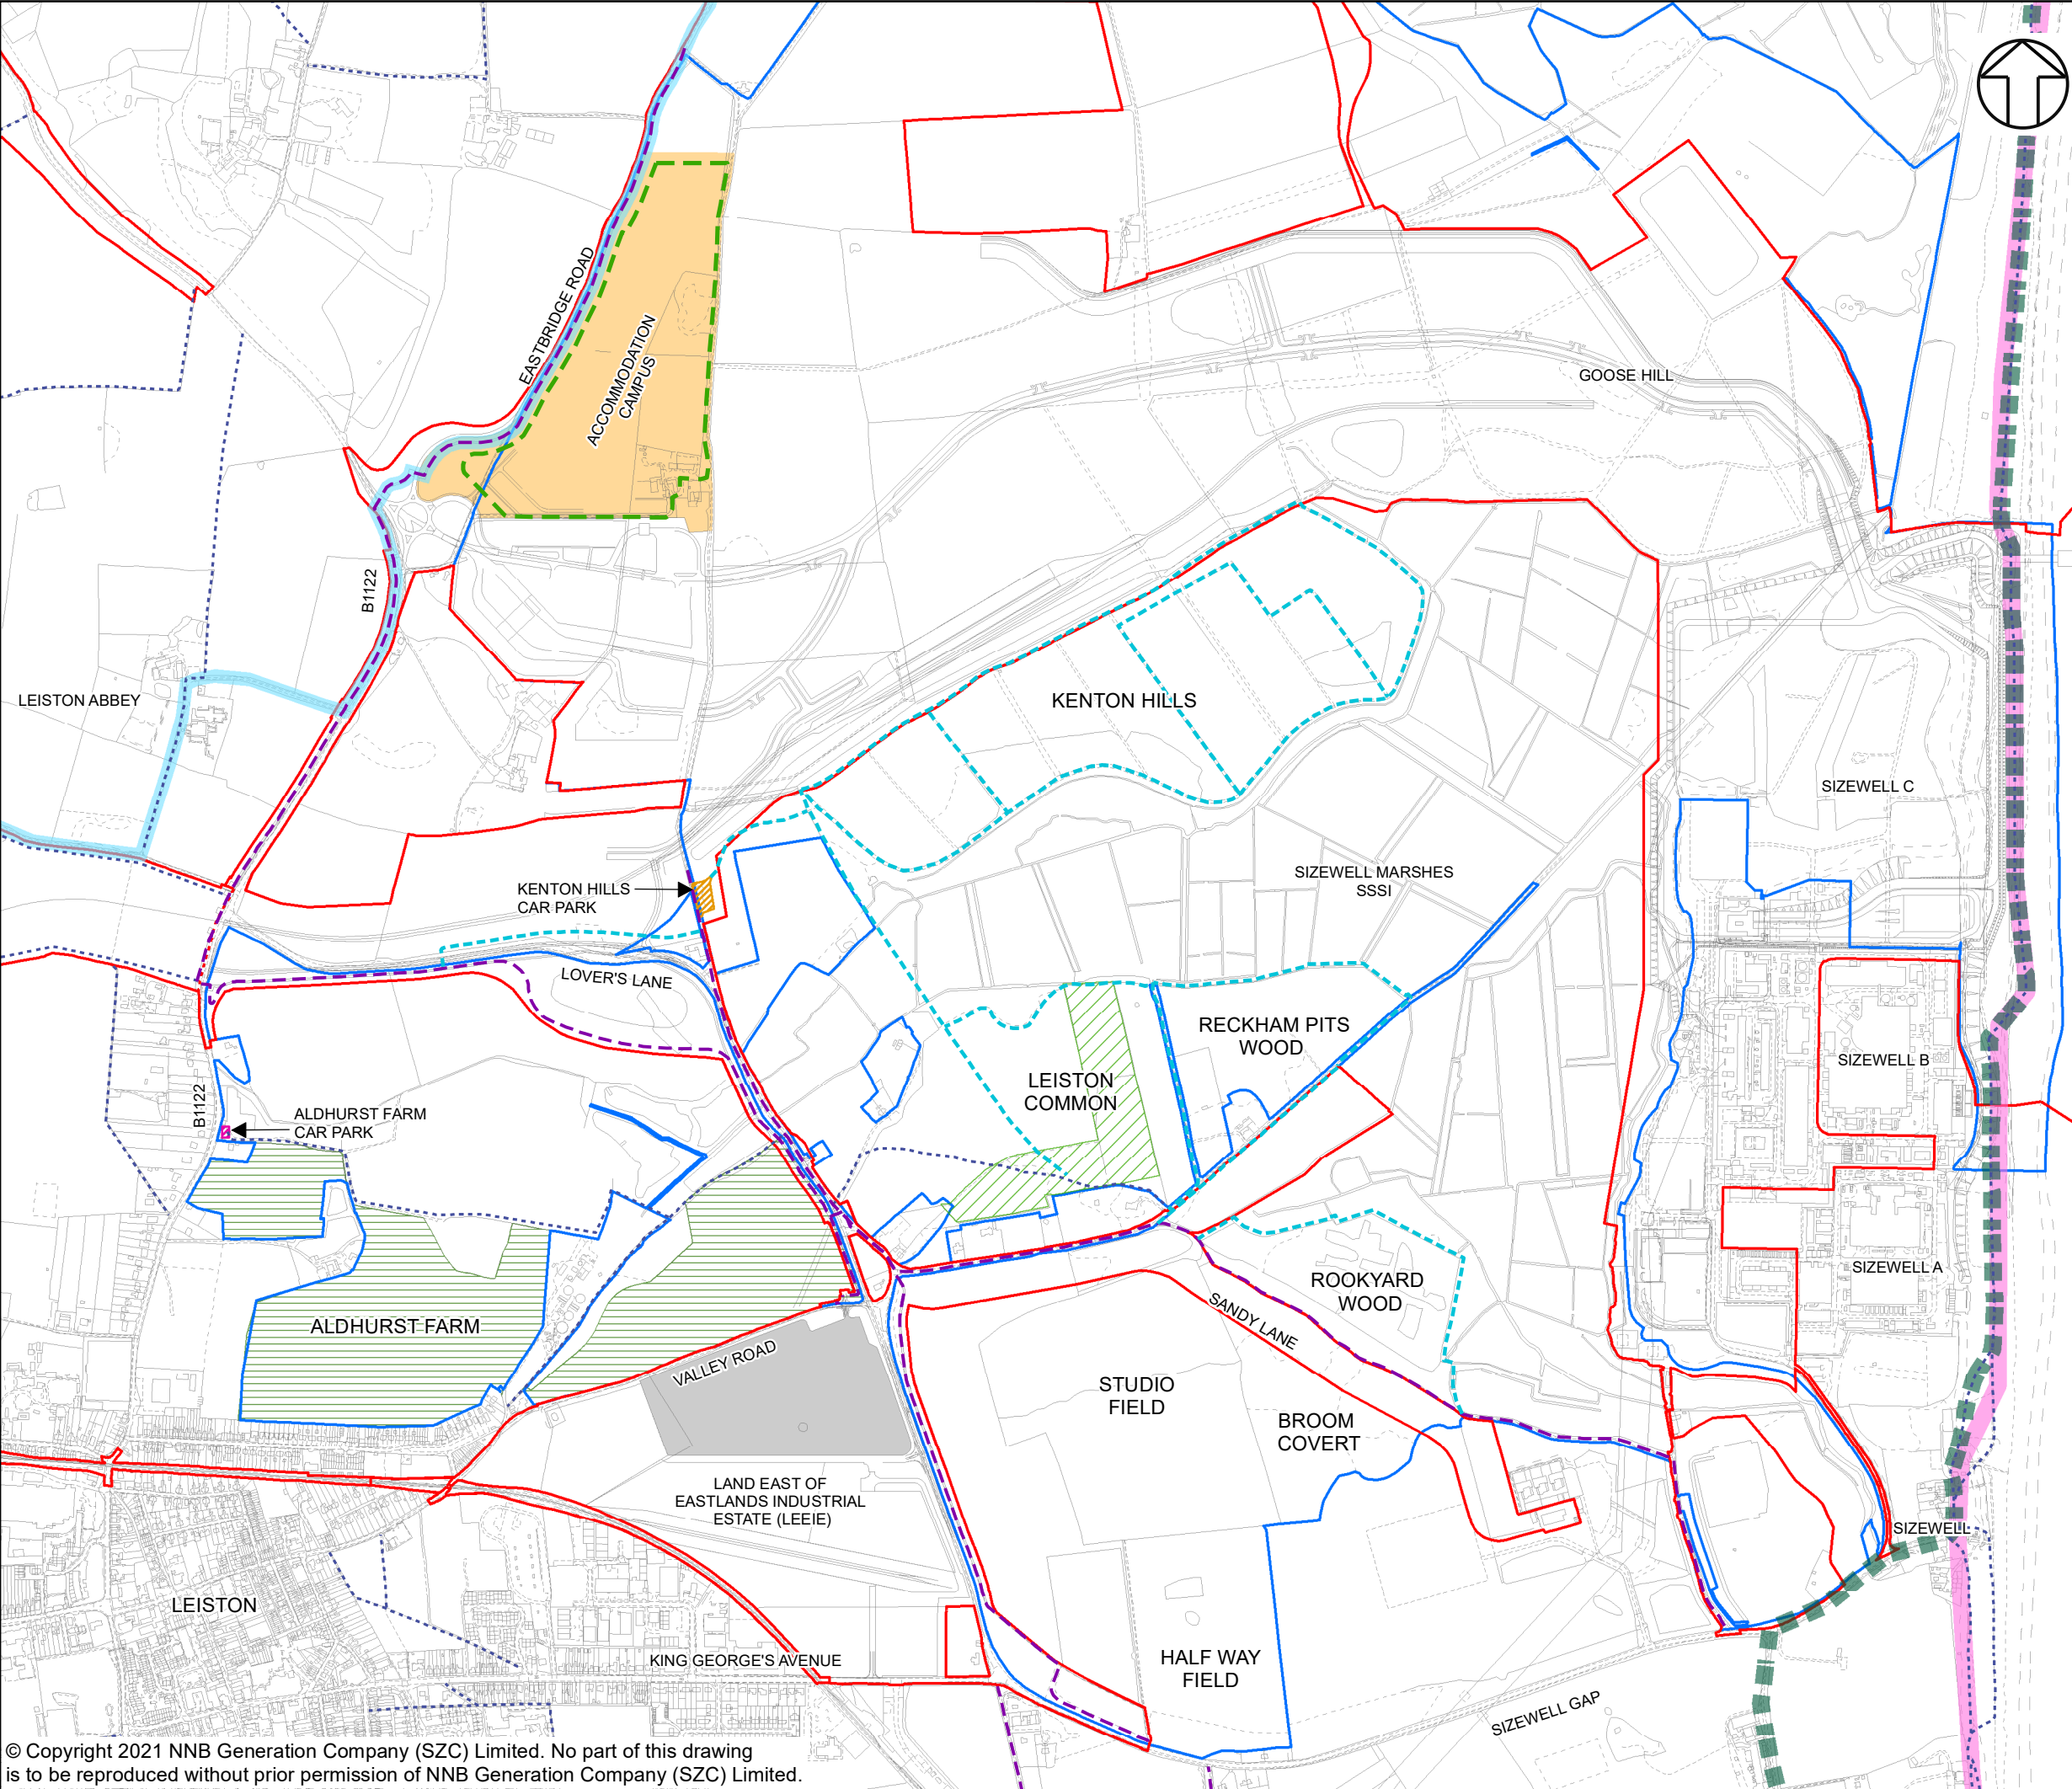 EASTBRIDGE ROAD
ACCOMMODATION
CAMPUS
GOOSE HILL
B1122
LEISTON ABBEY
KENTON HILLS
SIZEWELL C
KENTON HILLS
CAR PARK
SIZEWELL MARSHES
SSSI
LOVER'S LANE
RECKHAM PITS
WOOD
SIZEWELL B
LEISTON
COMMON
B1122
ALDHURST FARM
CAR PARK
SIZEWELL A
ROOKYARD
WOOD
SANDY LANE
ALDHURST FARM
VALLEY ROAD
STUDIO
FIELD
BROOM
COVERT
LAND EAST OF
EASTLANDS INDUSTRIAL
ESTATE (LEEIE)
SIZEWELL
LEISTON
KING GEORGE'S AVENUE
HALF WAY
FIELD
SIZEWELL GAP
© Copyright 2021 NNB Generation Company (SZC) Limited. No part of this drawing
is to be reproduced without prior permission of NNB Generation Company (SZC) Limited.